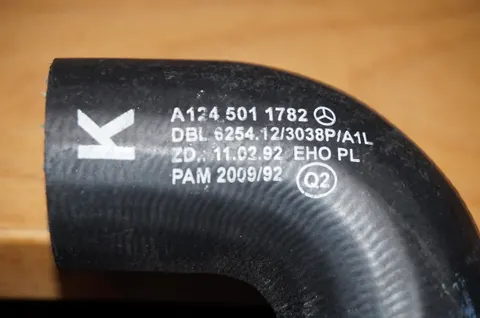 K
A124 501 1782
DBL 6254.12/3038P/A1L
ZD.: 11.02.92 EHO PL
PAM 2009/92 Q2